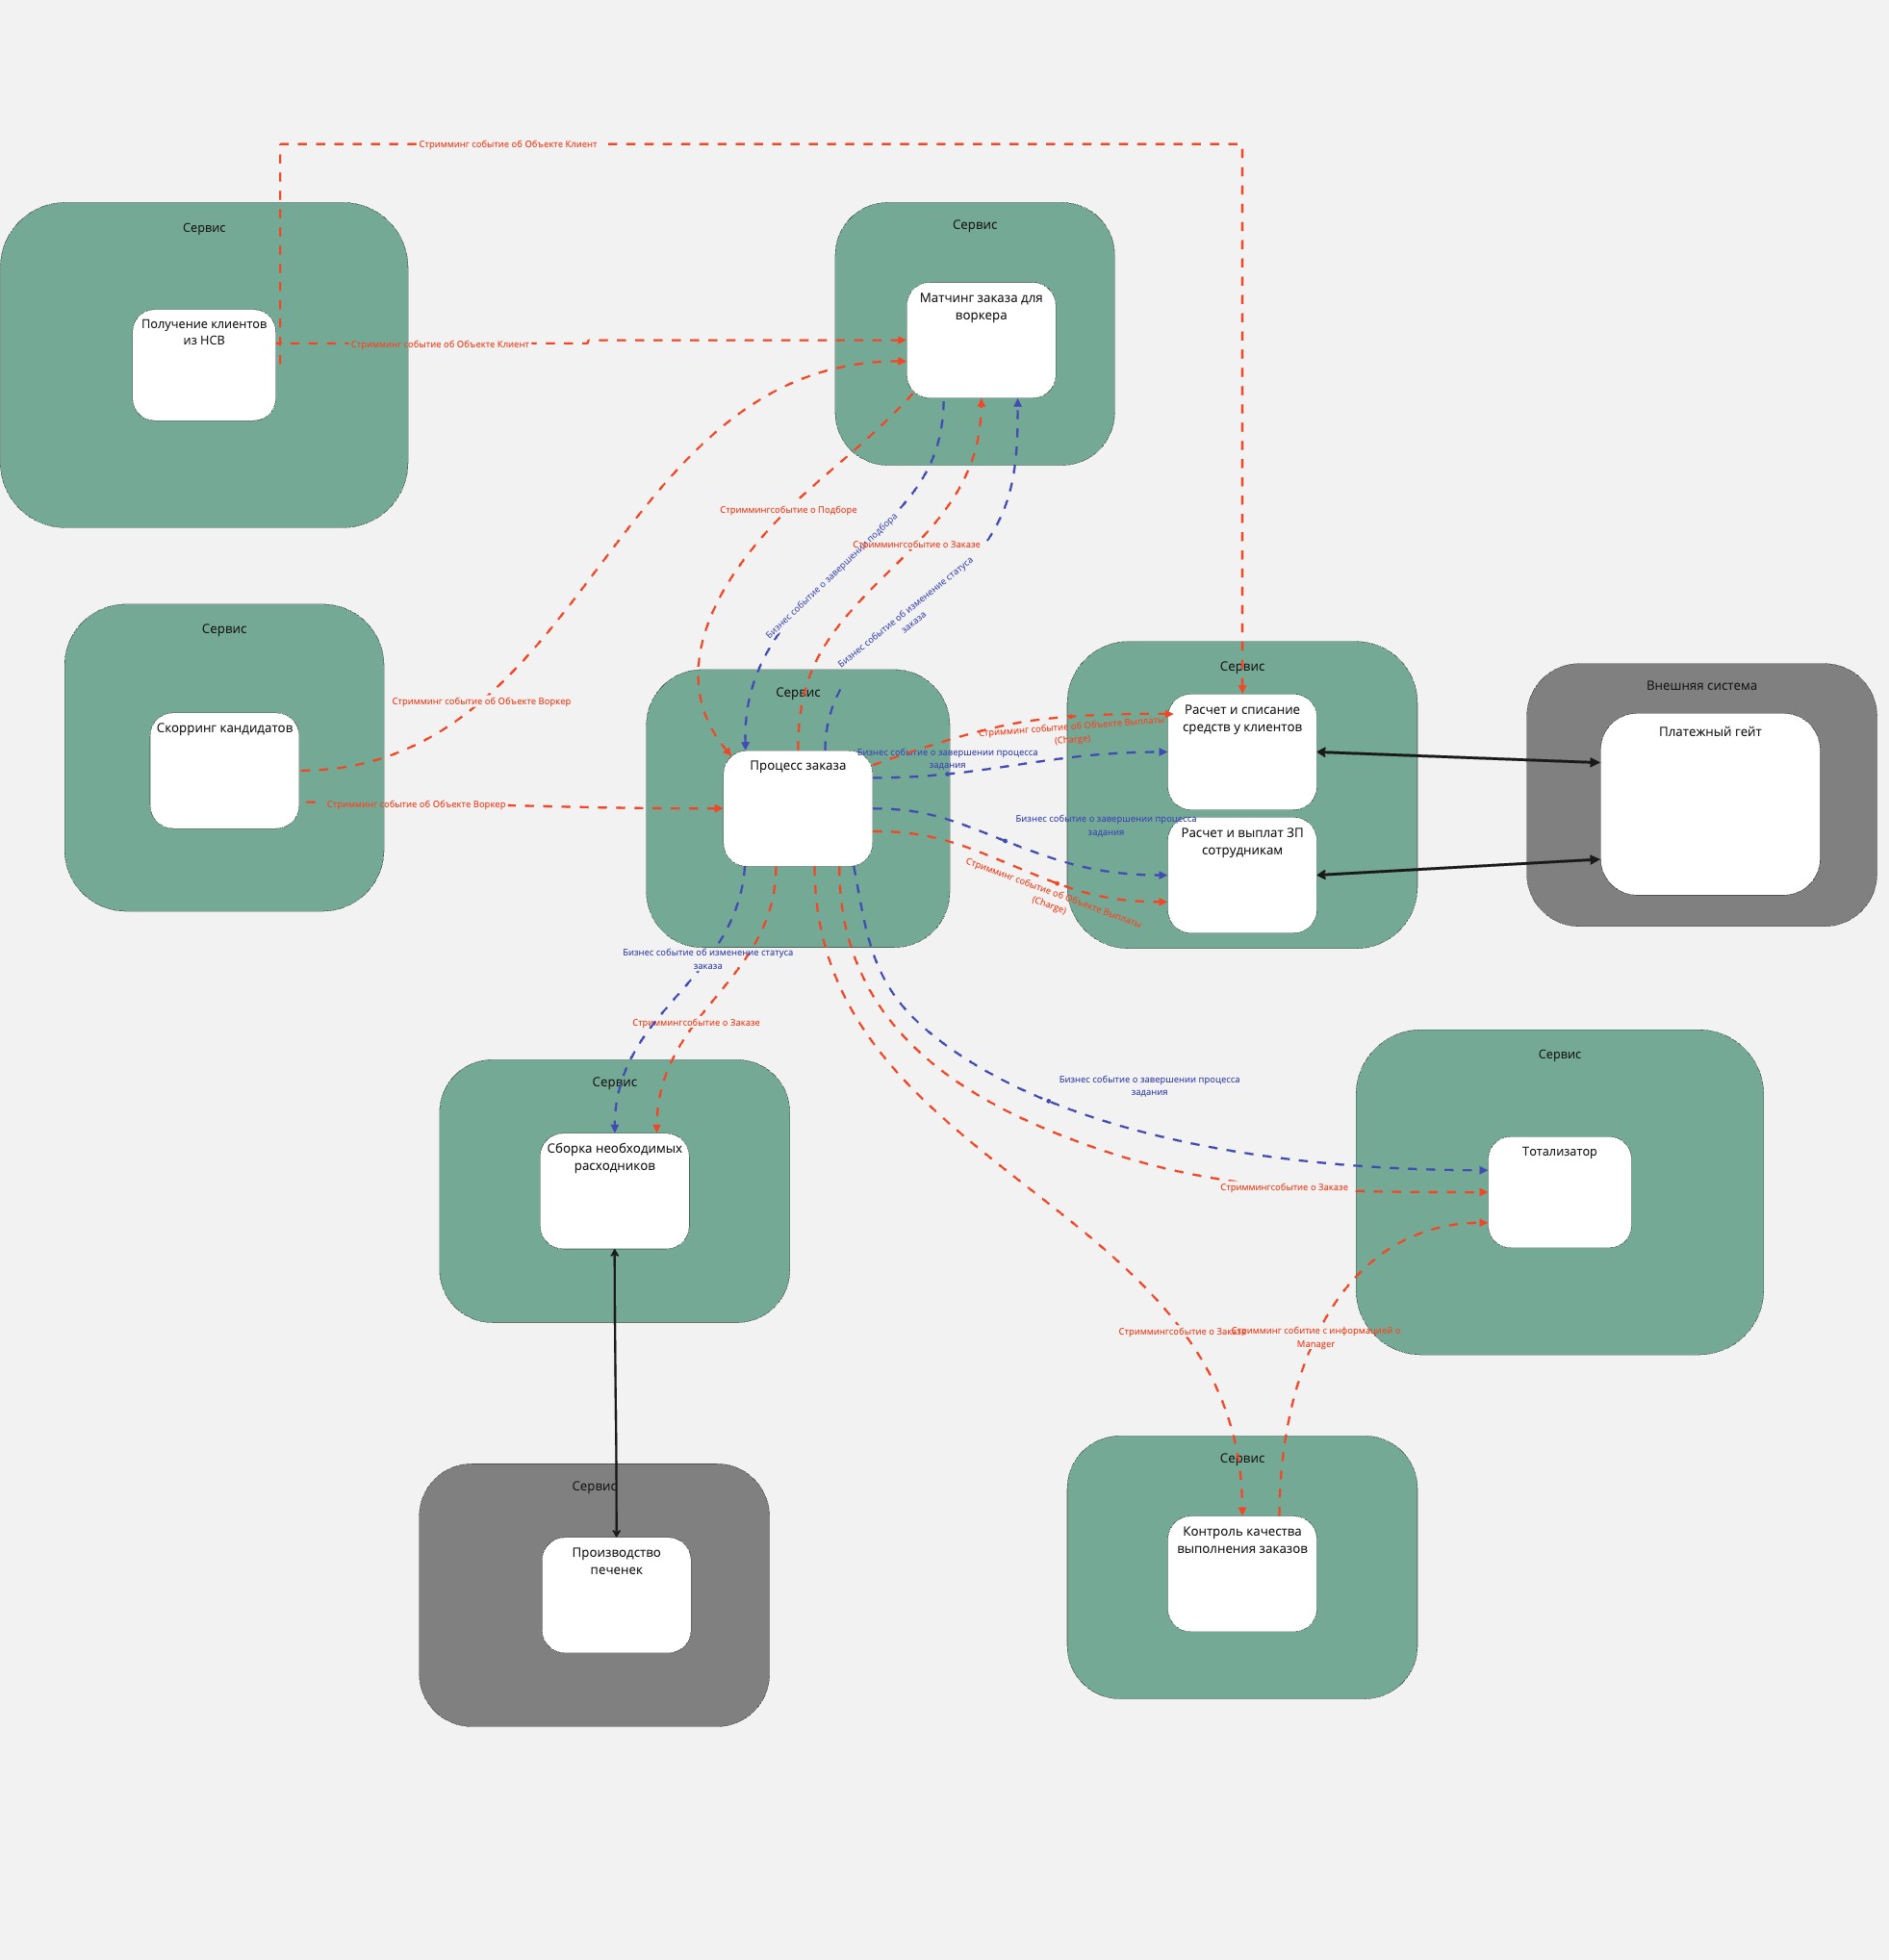 Стримминг событие об Объекте Клиент
Сервис
Получение клиентов
из НСВ
Стримминг событие об Объекте Клиент
Сервис
Матчинг заказа для
воркера
Стриммингсобытие о Подборе
Бизнес событие о завершении подбора
Стриммингсобытие о Заказе
Бизнес событие об изменение статуса
заказа
Сервис
Скорринг кандидатов
Стримминг событие об Объекте Воркер
Стримминг событие об Объекте Воркер
Сервис
Процесс заказа
Стримминг событие об Объекте Выплаты
(Charge)
Бизнес событие о завершении процесса
задания
Бизнес событие о завершении процесса
задания
Стримминг событие об Объекте Выплаты
(Charge)
Сервис
Расчет и списание
средств у клиентов
Расчет и выплат ЗП
сотрудникам
Внешняя система
Платежный гейт
Бизнес событие об изменение статуса
заказа
Стриммингсобытие о Заказе
Сервис
Сборка необходимых
расходников
Бизнес событие о завершении процесса
задания
Стриммингсобытие о Заказе
Сервис
Тотализатор
Стриммингсобытие о Заказе
Стримминг собитие с информацией о
Manager
Сервис
Производство
печенек
Сервис
Контроль качества
выполнения заказов